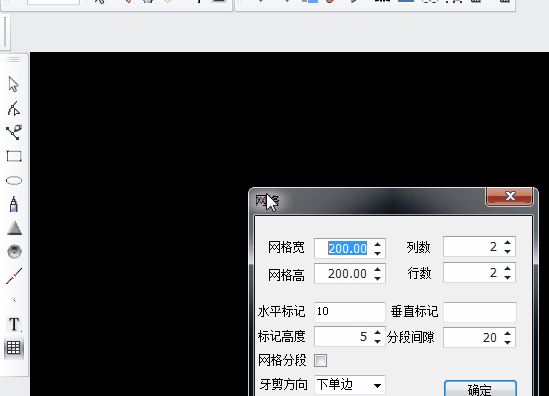 网格
网格宽 200.00 列数 2
网格高 200.00 行数 2
水平标记 10 垂直标记
标记高度 5 分段间隙 20
网格分段
牙剪方向 下单边
确定
T